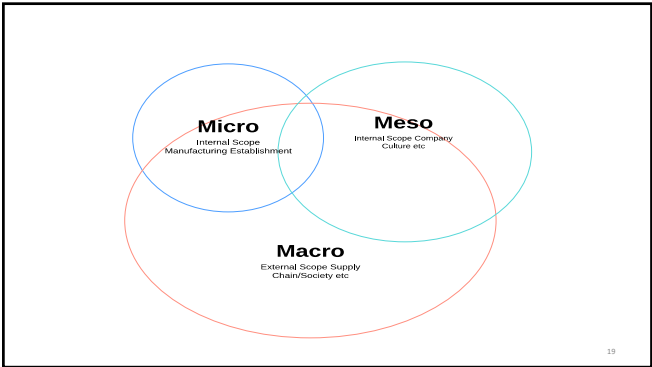 Micro
Internal Scope
Manufacturing Establishment
Meso
Internal Scope Company
Culture etc
Macro
External Scope Supply
Chain/Society etc
19